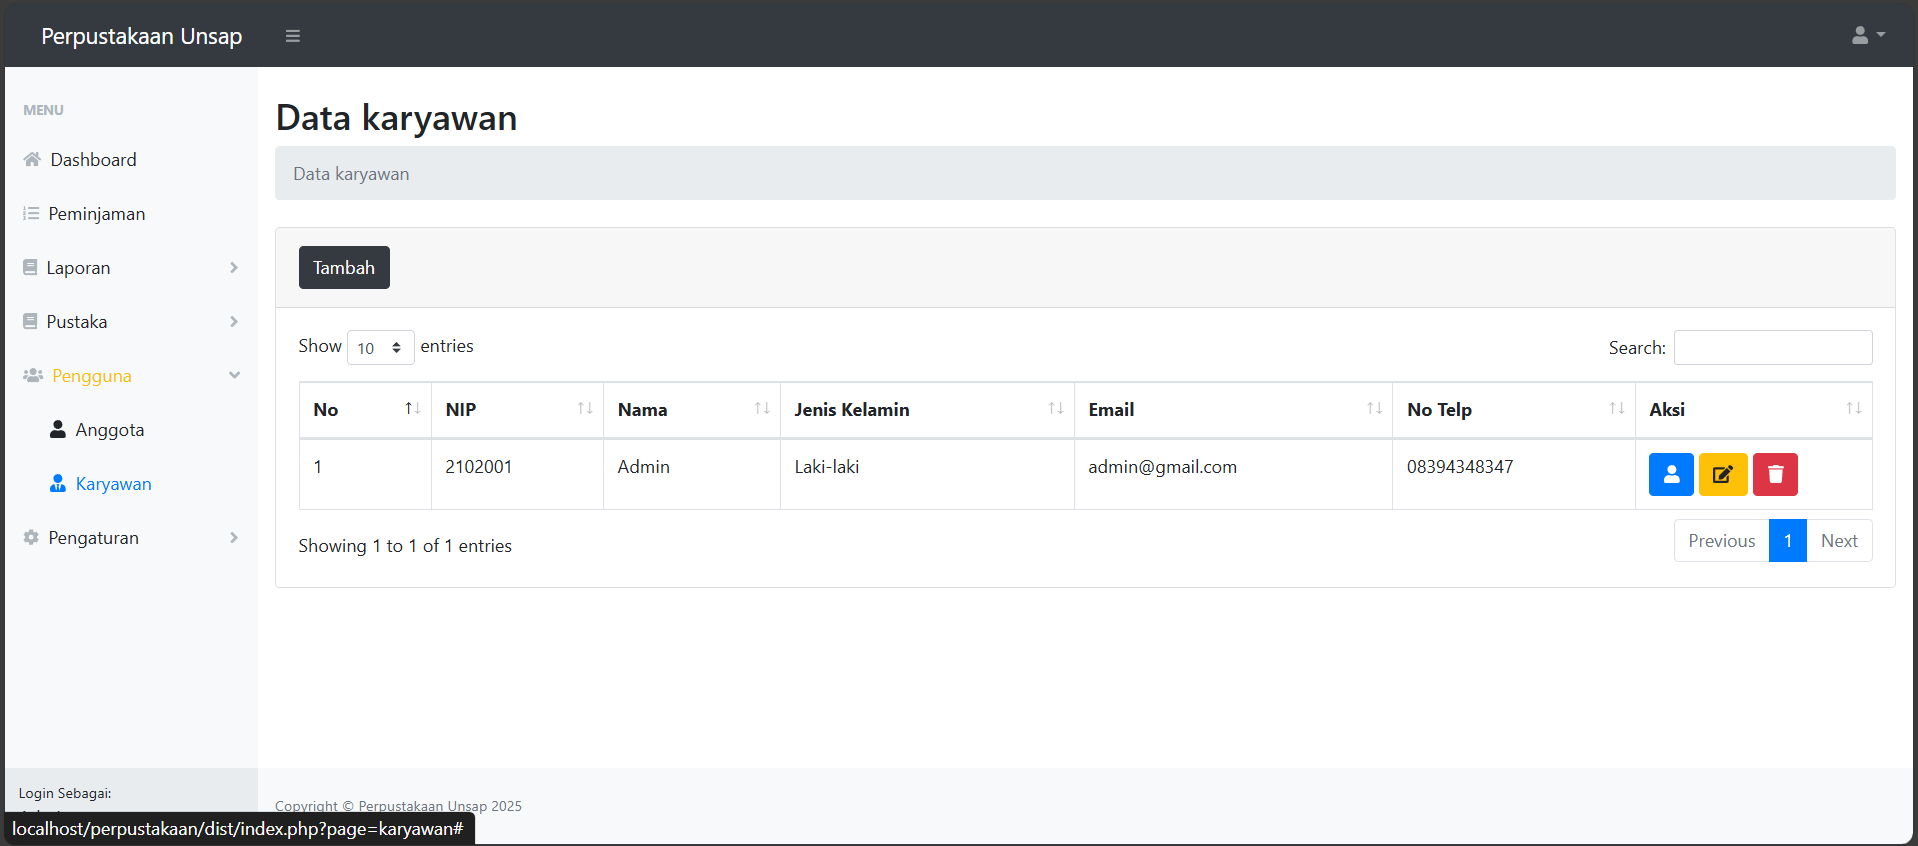 Perpustakaan Unsap
MENU
Dashboard
Peminjaman
Laporan
Pustaka
Pengguna
Anggota
Karyawan
Pengaturan
Login Sebagai:
Data karyawan
Data karyawan
Tambah
Show 10 entries
Search:
No NIP Nama Jenis Kelamin Email No Telp Aksi
1 2102001 Admin Laki-laki admin@gmail.com 08394348347
Showing 1 to 1 of 1 entries
Previous 1 Next
Copyright © Perpustakaan Unsap 2025
localhost/perpustakaan/dist/index.php?page=karyawan#